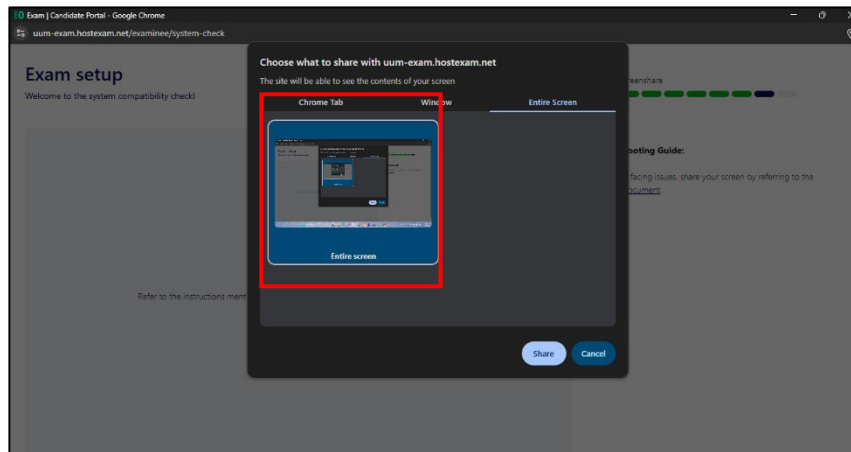 Exam | Candidate Portal - Google Chrome
uum-exam.hostexam.net/examinee/system-check
Exam setup
Welcome to the system compatibility check!
Choose what to share with uum-exam.hostexam.net
The site will be able to see the contents of your screen
Chrome Tab Window Entire Screen
Entire screen
Share Cancel
Refer to the instructions ment
reenshare
ooting Guide:
facing issues, share your screen by referring to the
ocument.